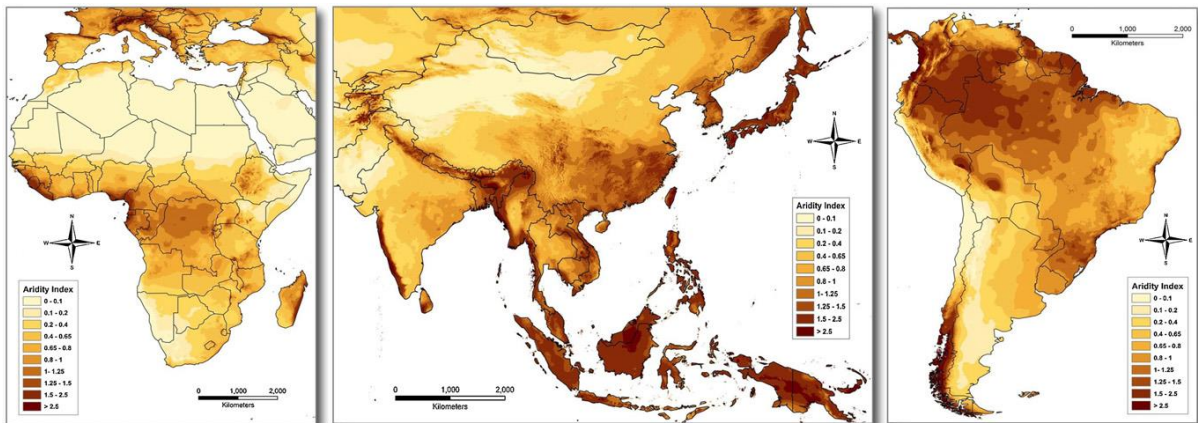 N
W E
S
Aridity Index
0 - 0.1
0.1 - 0.2
0.2 - 0.4
0.4 - 0.65
0.65 - 0.8
0.8 - 1
1- 1.25
1.25 - 1.5
1.5 - 2.5
> 2.5
0 1,000 2,000
Kilometers
N
W E
S
Aridity Index
0 - 0.1
0.1 - 0.2
0.2 - 0.4
0.4 - 0.65
0.65 - 0.8
0.8 - 1
1- 1.25
1.25 - 1.5
1.5 - 2.5
> 2.5
0 1,000 2,000
Kilometers
0 1,000 2,000
Kilometers
N
W E
S
Aridity Index
0 - 0.1
0.1 - 0.2
0.2 - 0.4
0.4 - 0.65
0.65 - 0.8
0.8 - 1
1- 1.25
1.25 - 1.5
1.5 - 2.5
> 2.5